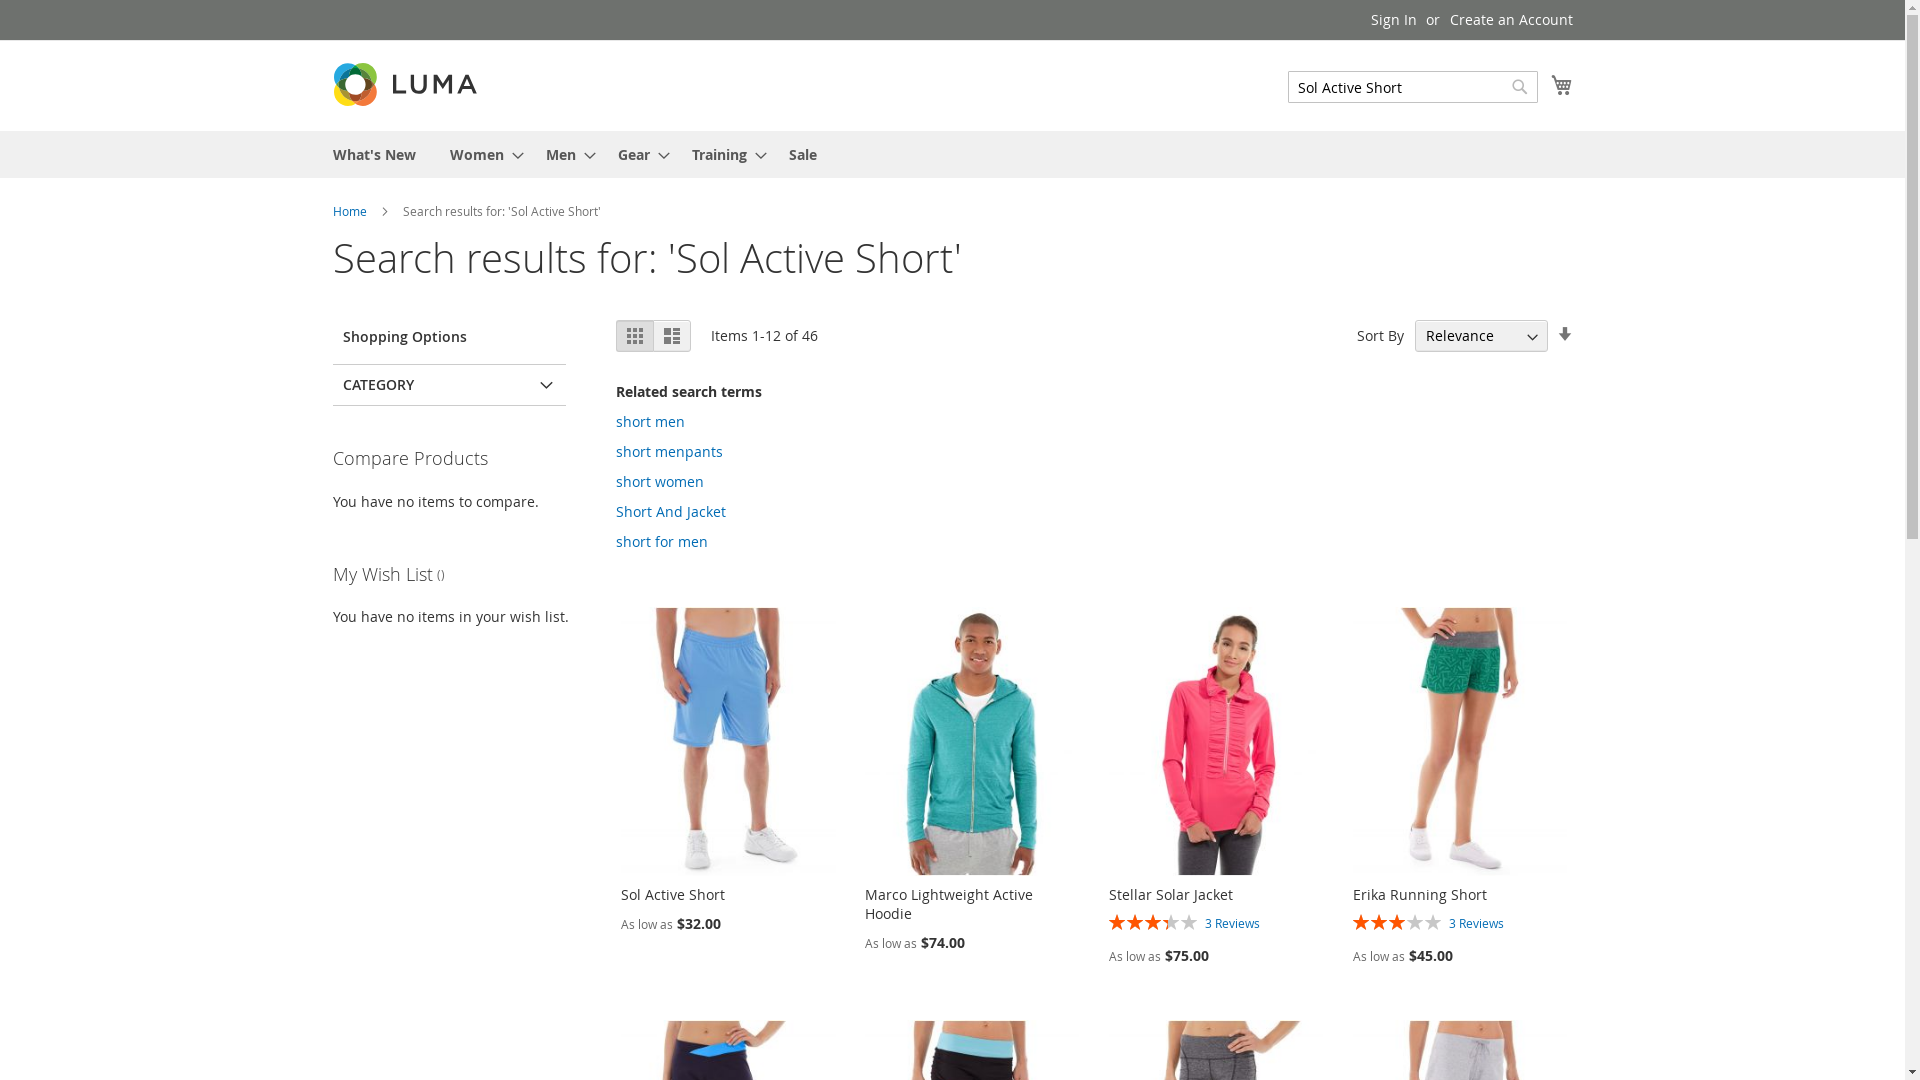 Sign In or Create an Account
LUMA
Sol Active Short
What's New Women Men Gear Training Sale
Home Search results for: 'Sol Active Short'
Search results for: 'Sol Active Short'
Shopping Options
CATEGORY
Compare Products
You have no items to compare.
My Wish List ()
You have no items in your wish list.
Items 1-12 of 46
Sort By Relevance
Related search terms
short men
short menpants
short women
Short And Jacket
short for men
Sol Active Short
As low as $32.00
Marco Lightweight Active
Hoodie
As low as $74.00
Stellar Solar Jacket
3 Reviews
As low as $75.00
Erika Running Short
3 Reviews
As low as $45.00